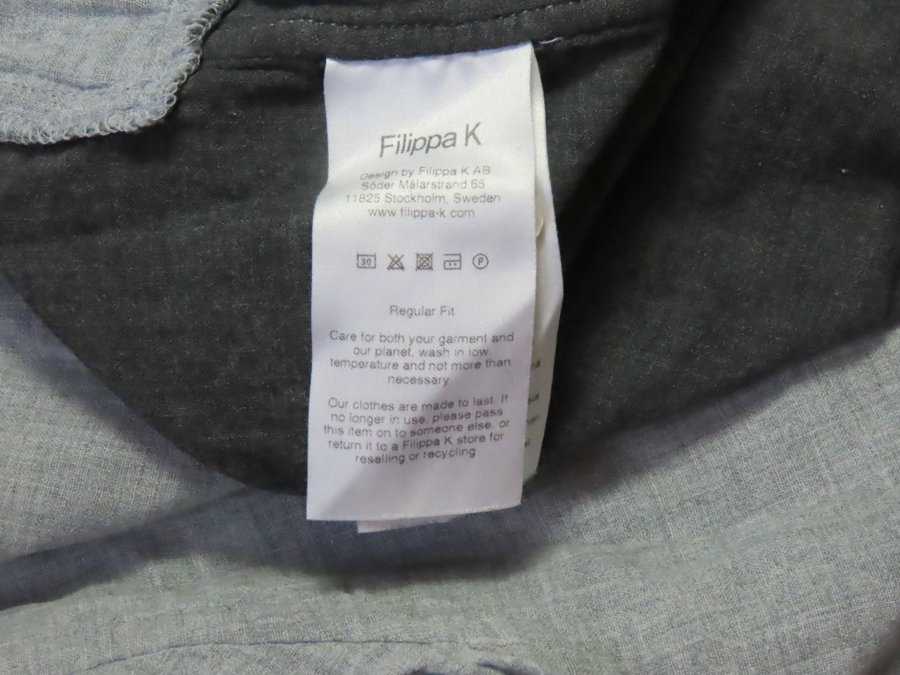 Filippa K
Design by Filippa K AB
Söder Mälarstrand 65
11825 Stockholm, Sweden
www.filippa-k.com
30
P
Regular Fit
Care for both your garment and
our planet, wash in low
temperature and not more than
necessary
Our clothes are made to last. If
no longer in use, please pass
this item on to someone else, or
return it to a Filippa K store for
reselling or recycling